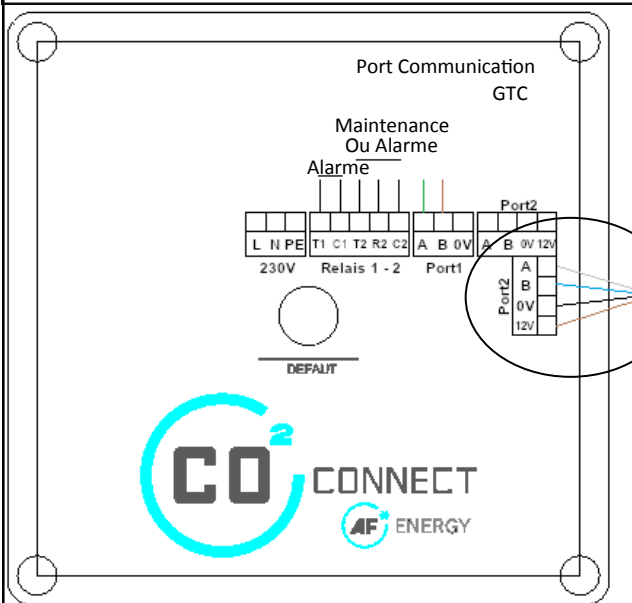 Port Communication
GTC
Maintenance
Ou Alarme
Alarme
Port2
L N PE T1 C1 T2 R2 C2 A B 0V A B 0V 12V
230V Relais 1 - 2 Port1
Port2
A
B
0V
12V
DEFAUT
CO2
CONNECT
AF* ENERGY